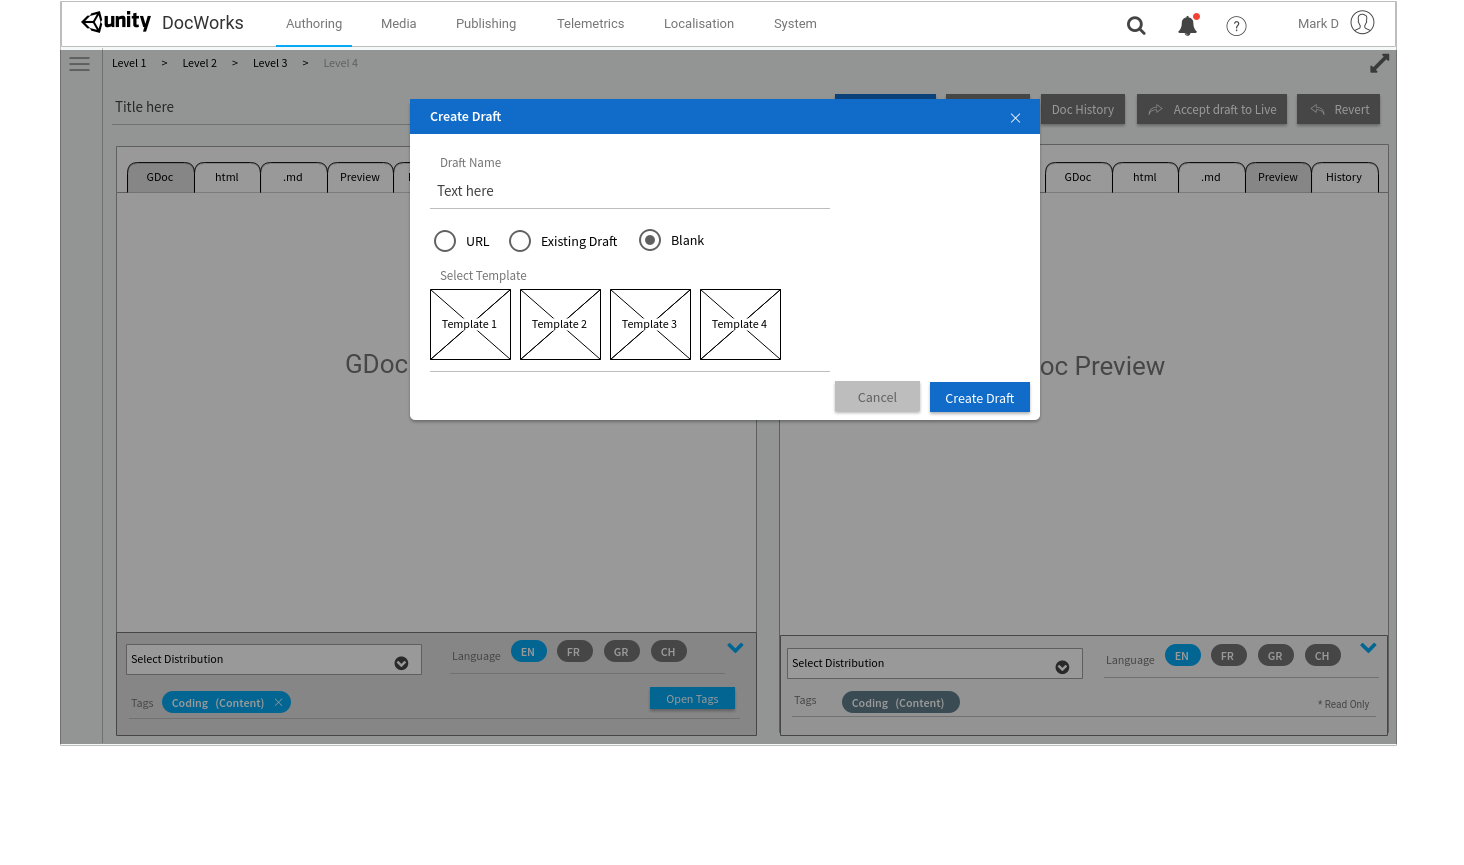 unity DocWorks Authoring Media Publishing Telemetrics Localisation System ? Mark D
Level 1 > Level 2 > Level 3 > Level 4
Title here
Doc History Accept draft to Live Revert
Create Draft
Draft Name
Text here
URL Existing Draft Blank
Select Template
Template 1 Template 2 Template 3 Template 4
Cancel Create Draft
GDoc html .md Preview
GDoc html .md Preview History
GDoc
oc Preview
Select Distribution
Language EN FR GR CH
Tags Coding (Content) Open Tags
Select Distribution
Language EN FR GR CH
Tags Coding (Content)
* Read Only